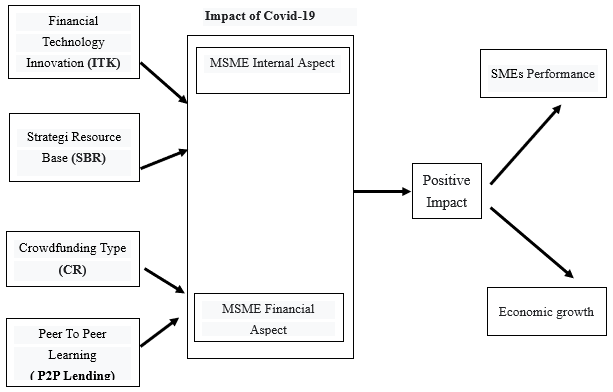 Impact of Covid-19
Financial
Technology
Innovation (ITK)
Strategi Resource
Base (SBR)
Crowdfunding Type
(CR)
Peer To Peer
Learning
( P2P Lending)
MSME Internal Aspect
MSME Financial
Aspect
Positive
Impact
SMEs Performance
Economic growth